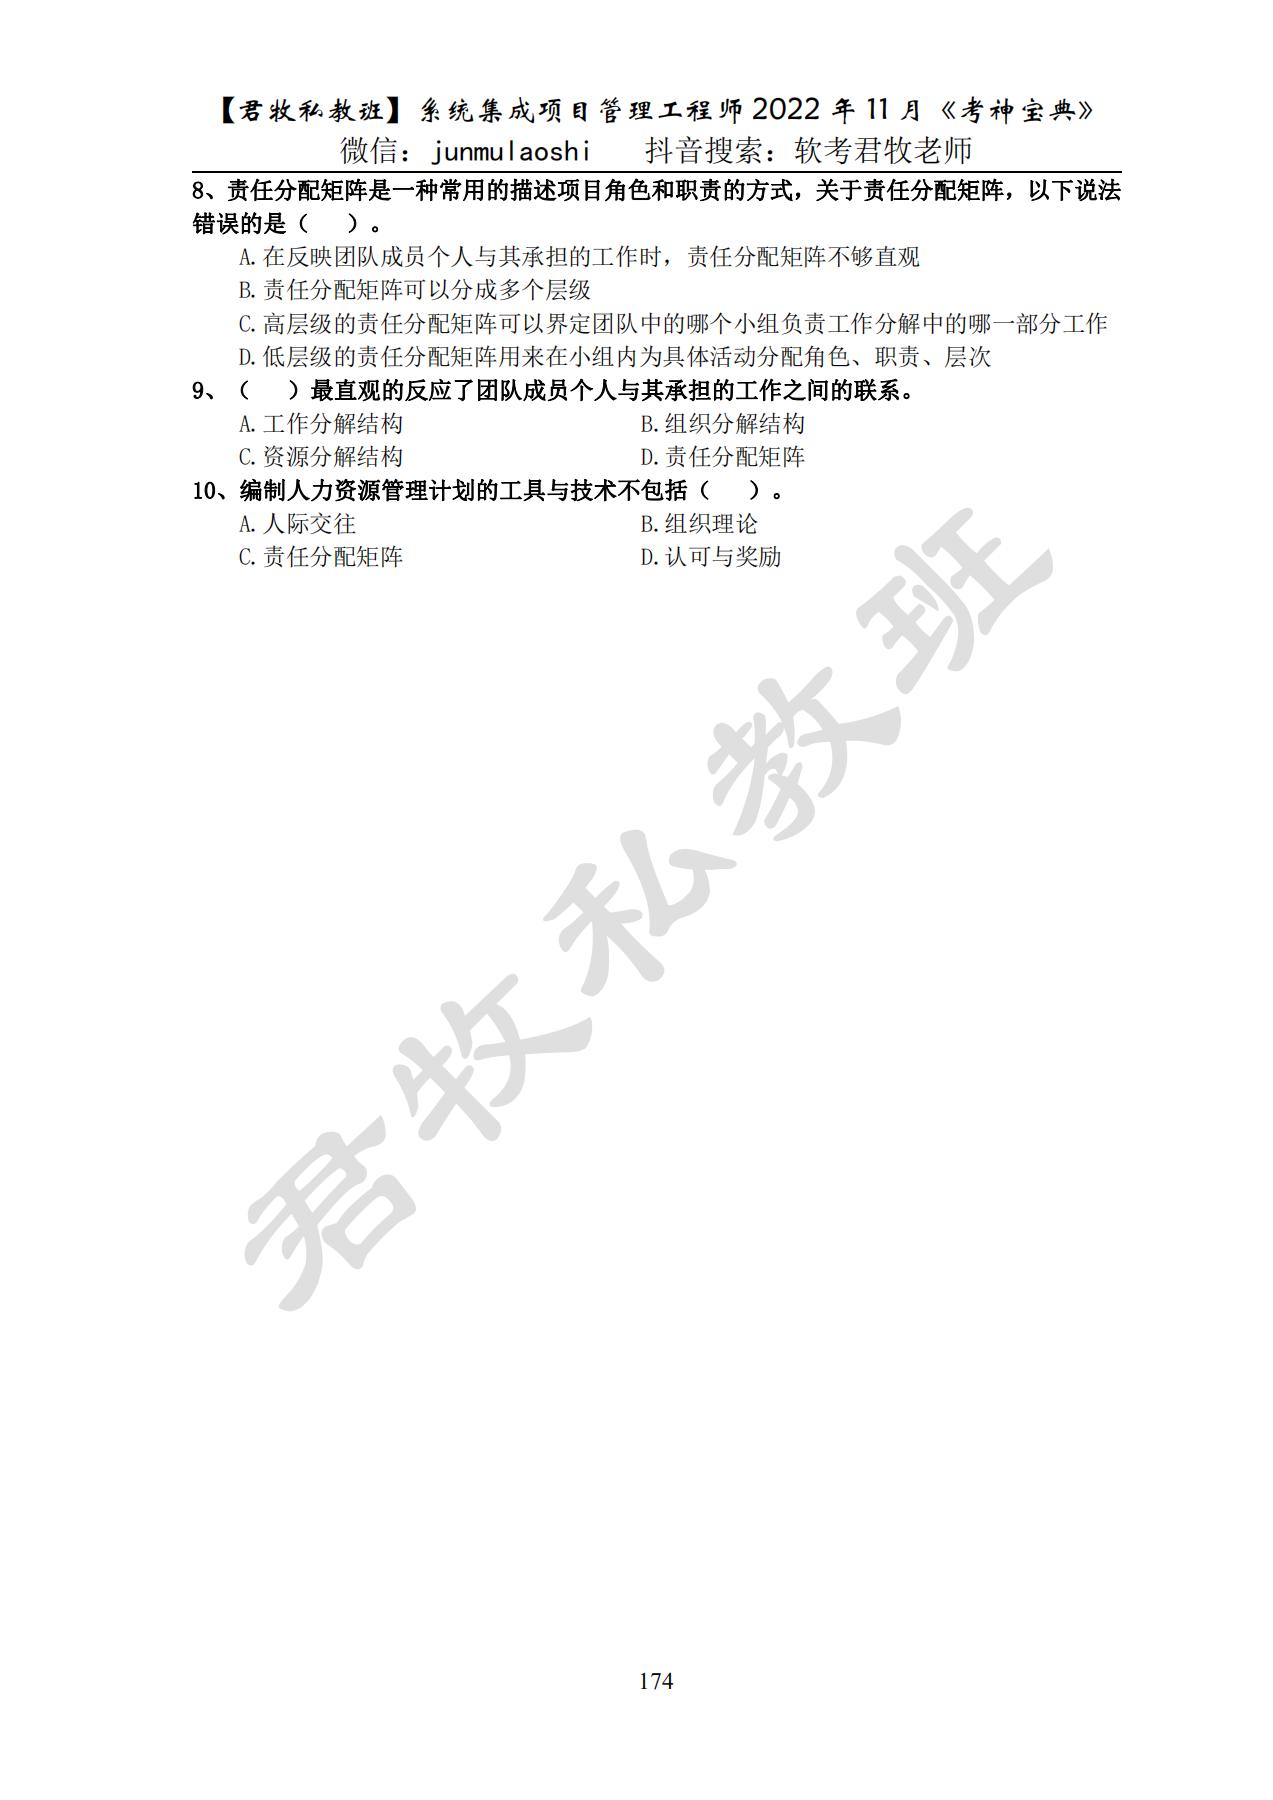 【君牧私教班】系统集成项目管理工程师2022年11月《考神宝典》
微信：junmulaoshi 抖音搜索：软考君牧老师
8、责任分配矩阵是一种常用的描述项目角色和职责的方式，关于责任分配矩阵，以下说法
错误的是（ ）。
A.在反映团队成员个人与其承担的工作时，责任分配矩阵不够直观
B.责任分配矩阵可以分成多个层级
C.高层级的责任分配矩阵可以界定团队中的哪个小组负责工作分解中的哪一部分工作
D.低层级的责任分配矩阵用来在小组内为具体活动分配角色、职责、层次
9、（ ）最直观的反应了团队成员个人与其承担的工作之间的联系。
A.工作分解结构 B.组织分解结构
C.资源分解结构 D.责任分配矩阵
10、编制人力资源管理计划的工具与技术不包括（ ）。
A.人际交往 B.组织理论
C.责任分配矩阵 D.认可与奖励
君牧私教班
174